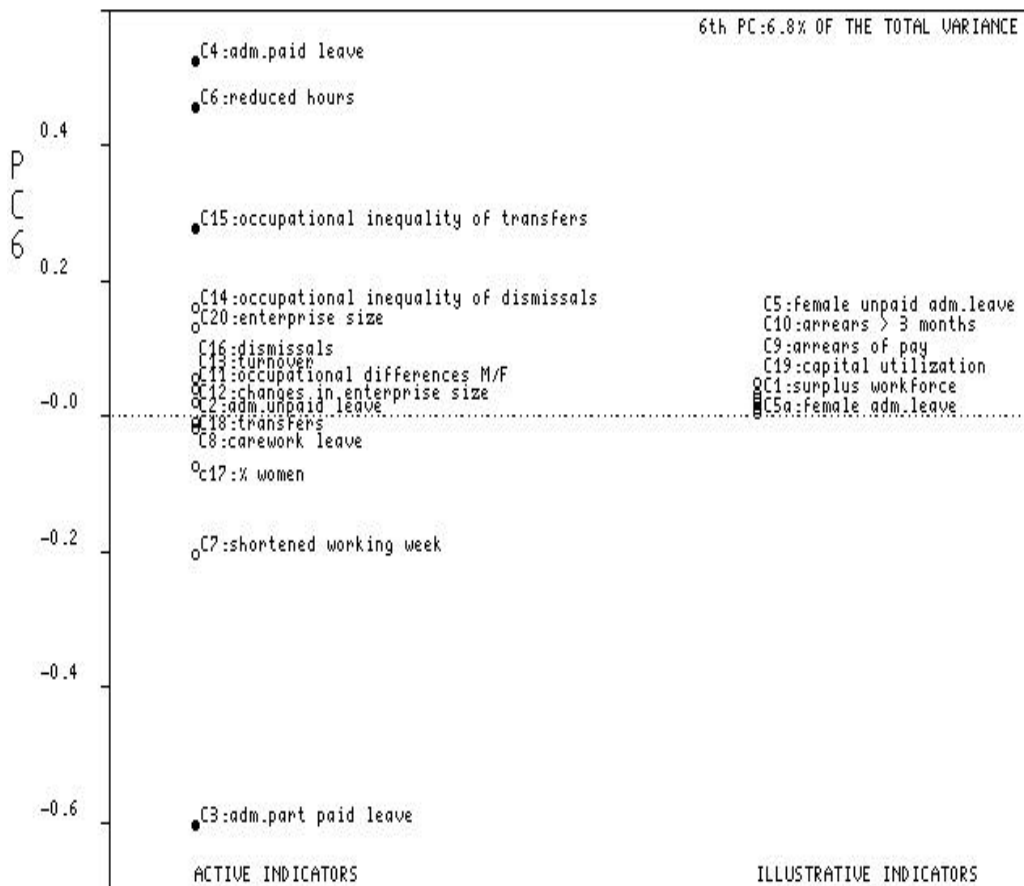 6th PC:6.8% OF THE TOTAL VARIANCE
C4:adm.paid leave
C6:reduced hours
0.4
PC6
C15:occupational inequality of transfers
0.2
C14:occupational inequality of dismissals
C5:female unpaid adm.leave
C20:enterprise size
C10:arrears > 3 months
C16:dismissals
C9:arrears of pay
C13:turnover
C19:capital utilization
C11:occupational differences M/F
C12:changes in enterprise size
C1:surplus workforce
-0.0
C2:adm.unpaid leave
C5a:female adm.leave
C18:transfers
C8:carework leave
c17:% women
-0.2
C7:shortened working week
-0.4
-0.6
C3:adm.part paid leave
ACTIVE INDICATORS
ILLUSTRATIVE INDICATORS